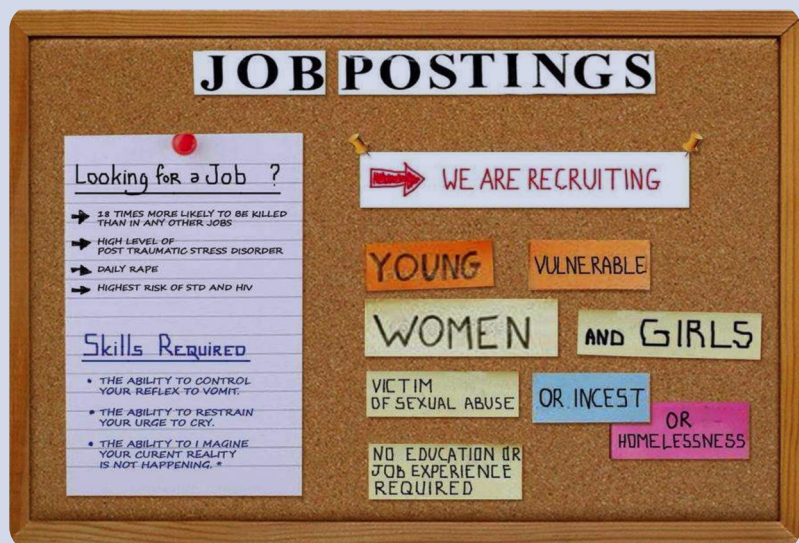 JOB POSTINGS
Looking for a Job ?
18 TIMES MORE LIKELY TO BE KILLED
THAN IN ANY OTHER JOBS
HIGH LEVEL OF
POST TRAUMATIC STRESS DISORDER
DAILY RAPE
HIGHEST RISK OF STD AND HIV
Skills REQUIRED
• THE ABILITY TO CONTROL
YOUR REFLEX TO VOMIT.
• THE ABILITY TO RESTRAIN
YOUR URGE TO CRY.
• THE ABILITY TO I MAGINE
YOUR CURENT REALITY
IS NOT HAPPENING. *
WE ARE RECRUITING
YOUNG
VULNERABLE
WOMEN
AND GIRLS
VICTIM
OF SEXUAL ABUSE
OR INCEST
OR
HOMELESSNESS
NO EDUCATION OR
JOB EXPERIENCE
REQUIRED